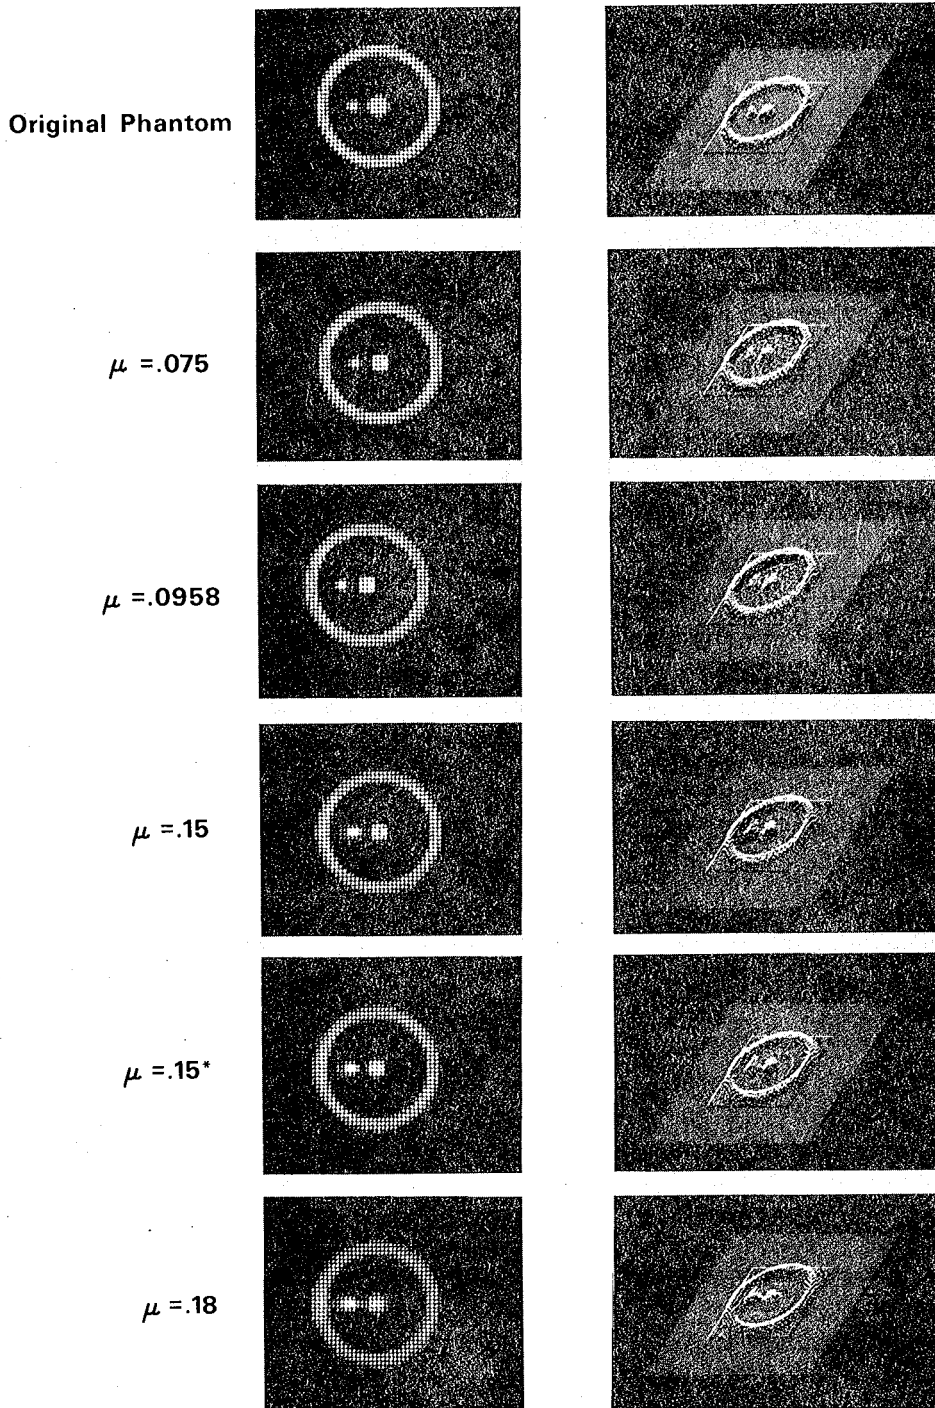 Original Phantom
μ =.075
μ =.0958
μ =.15
μ =.15*
μ =.18